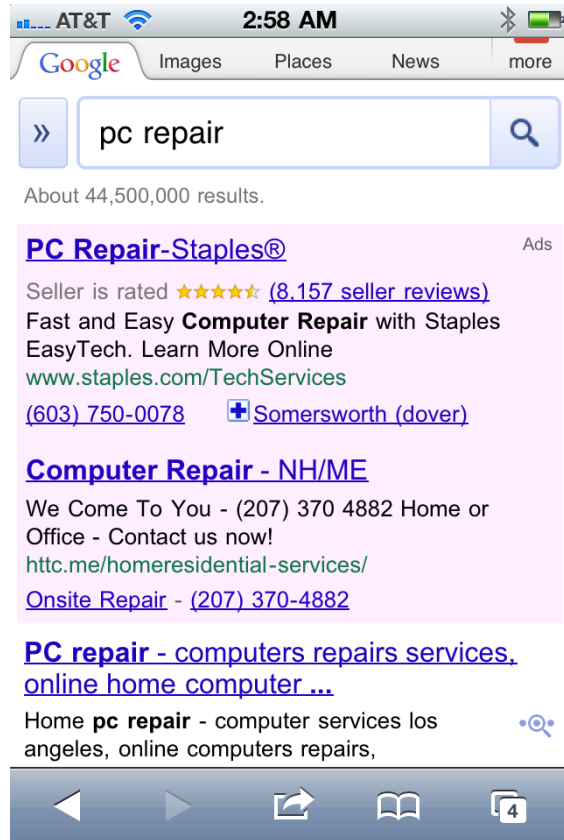 AT&T 2:58 AM
Google Images Places News more
» pc repair
About 44,500,000 results.
PC Repair-Staples® Ads
Seller is rated (8,157 seller reviews)
Fast and Easy Computer Repair with Staples
EasyTech. Learn More Online
www.staples.com/TechServices
(603) 750-0078 Somersworth (dover)
Computer Repair - NH/ME
We Come To You - (207) 370 4882 Home or
Office - Contact us now!
httc.me/homeresidential-services/
Onsite Repair - (207) 370-4882
PC repair - computers repairs services,
online home computer ...
Home pc repair - computer services los
angeles, online computers repairs,
4